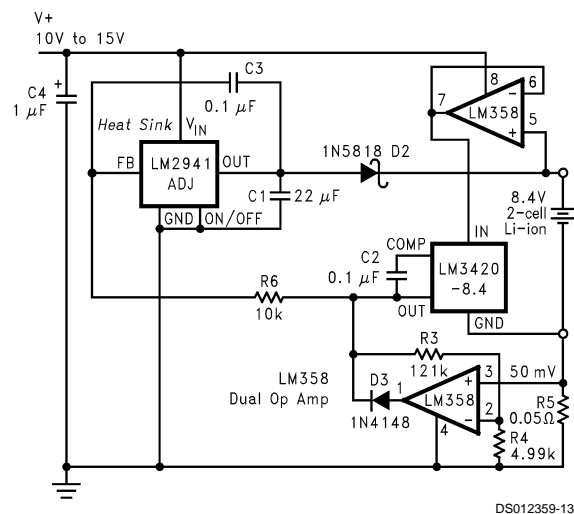 V+
10V to 15V
C4
+
1 μF
C3
0.1 μF
Heat Sink
VIN
FB
LM2941
ADJ
OUT
GND
ON/OFF
C1
22 μF
1N5818 D2
8
7
6
5
−
+
LM358
8.4V
2-cell
Li-ion
IN
COMP
C2
0.1 μF
LM3420
-8.4
OUT
GND
R6
10k
R3
121k
LM358
Dual Op Amp
D3
1N4148
1
LM358
+
−
3
2
4
50 mV
R5
0.05Ω
R4
4.99k
DS012359-13